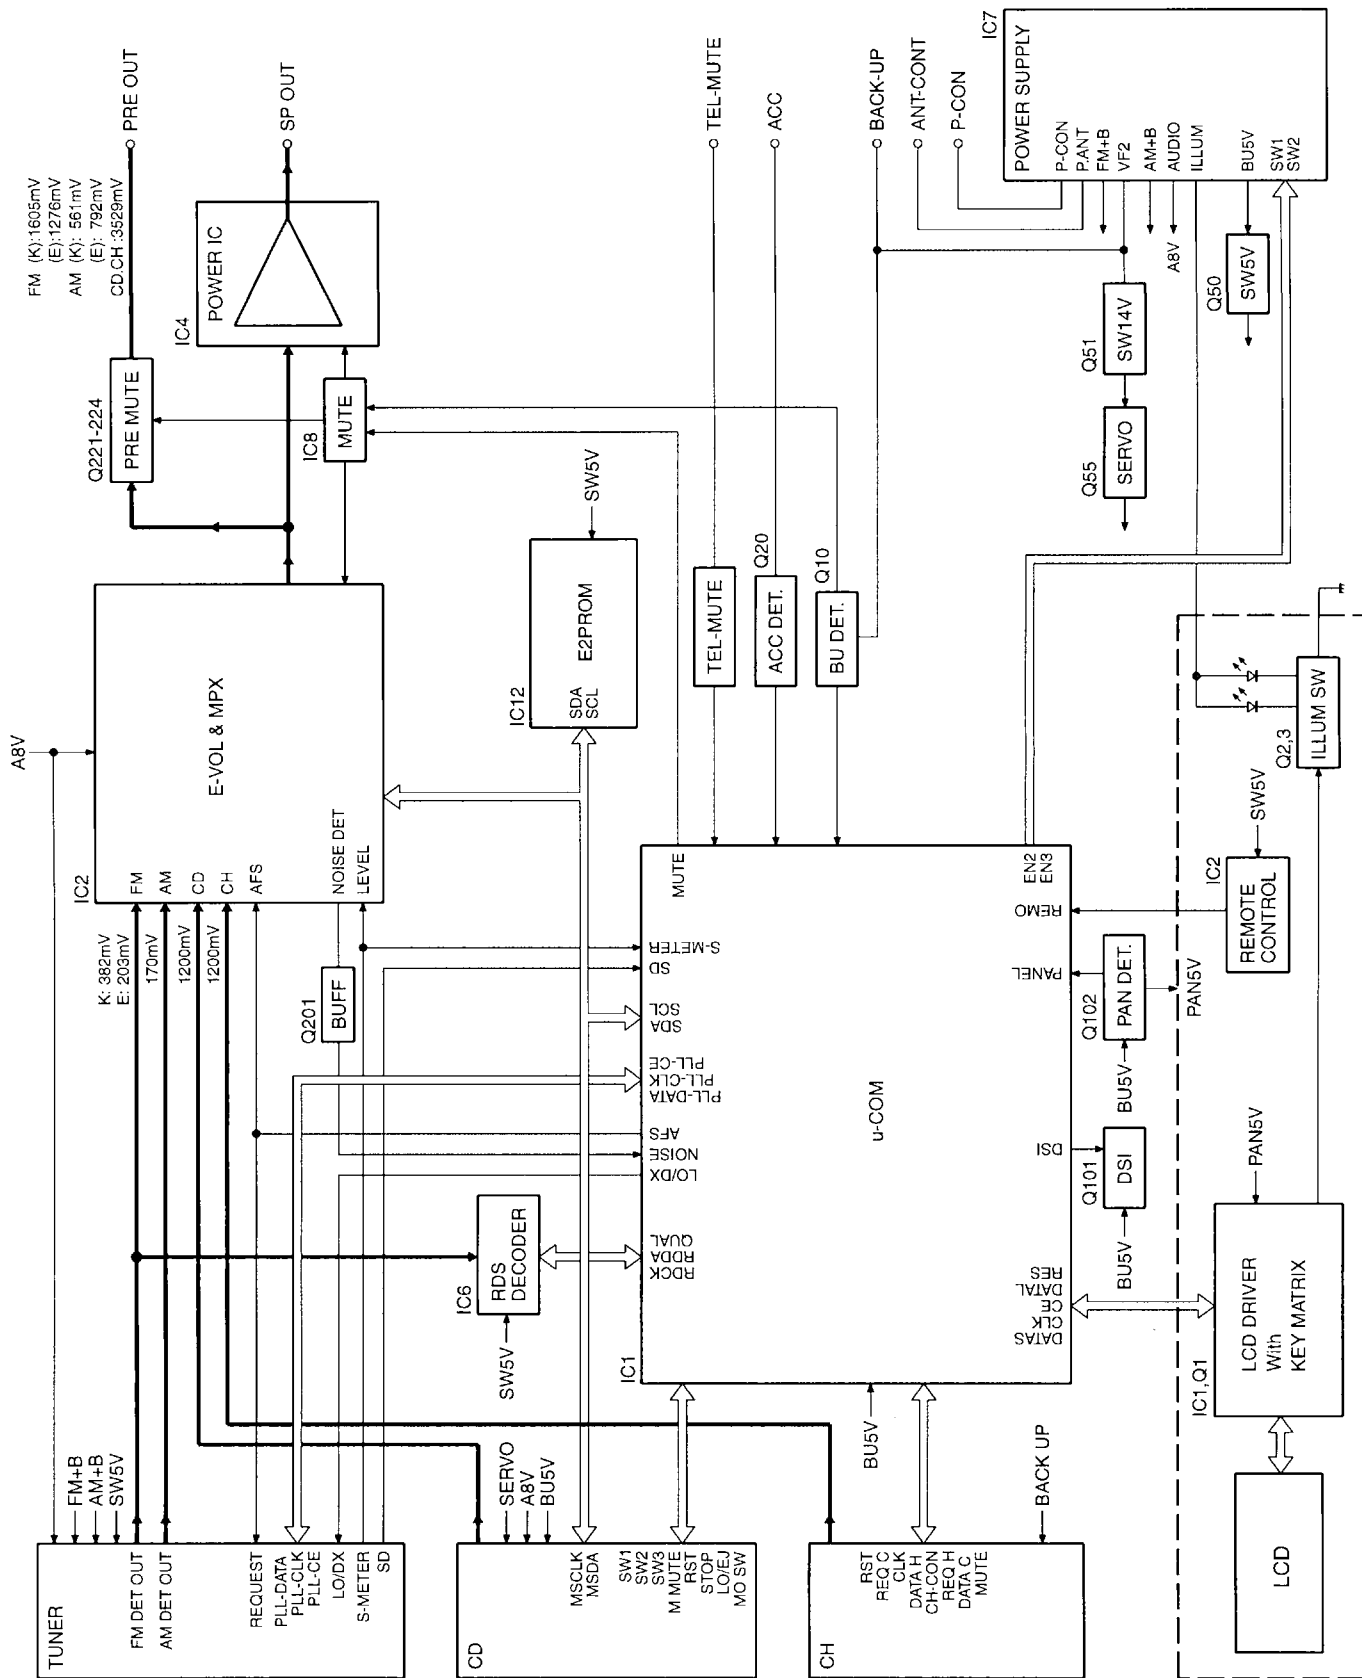 TUNER
FM+B
AM+B
SW5V
FM DET OUT
AM DET OUT
REQUEST
PLL-DATA
PLL-CLK
PLL-CE
LO/DX
S-METER
SD
CD
SERVO
A8V
BU5V
MSCLK
MSDA
SW1
SW2
SW3
M MUTE
RST
STOP
LO/EJ
MO SW
CH
RST
REQ C
CLK
DATA H
CH-CON
REQ H
DATA C
MUTE
BACK UP
A8V
IC2
E-VOL & MPX
FM
AM
CD
CH
AFS
NOISE DET
LEVEL
K: 382mV
E: 203mV
170mV
1200mV
1200mV
Q201
BUFF
IC6
RDS
DECODER
SW5V
IC12
E2PROM
SDA
SCL
SW5V
Q221-224
PRE MUTE
IC8
MUTE
IC4
POWER IC
FM (K):1605mV
(E):1276mV
AM (K): 561mV
(E): 792mV
CD.CH :3529mV
PRE OUT
SP OUT
IC1
u-COM
RDCK
RDDA
QUAL
LO/DX
NOISE
AFS
PLL-DATA
PLL-CLK
PLL-CE
SDA
SCL
SD
S-METER
MUTE
EN2
EN3
REMO
PANEL
DSI
DATAS
CLK
CE
DATAL
RES
BU5V
TEL-MUTE
Q20
ACC DET.
Q10
BU DET.
TEL-MUTE
ACC
BACK-UP
ANT-CONT
P-CON
Q51
SW14V
Q55
SERVO
IC7
POWER SUPPLY
P-CON
P.ANT
FM+B
VF2
AM+B
AUDIO
ILLUM
BU5V
SW1
SW2
A8V
Q50
SW5V
Q101
DSI
BU5V
Q102
PAN DET.
BU5V
PAN5V
IC2
REMOTE
CONTROL
SW5V
Q2,3
ILLUM SW
IC1,Q1
LCD DRIVER
With
KEY MATRIX
PAN5V
LCD